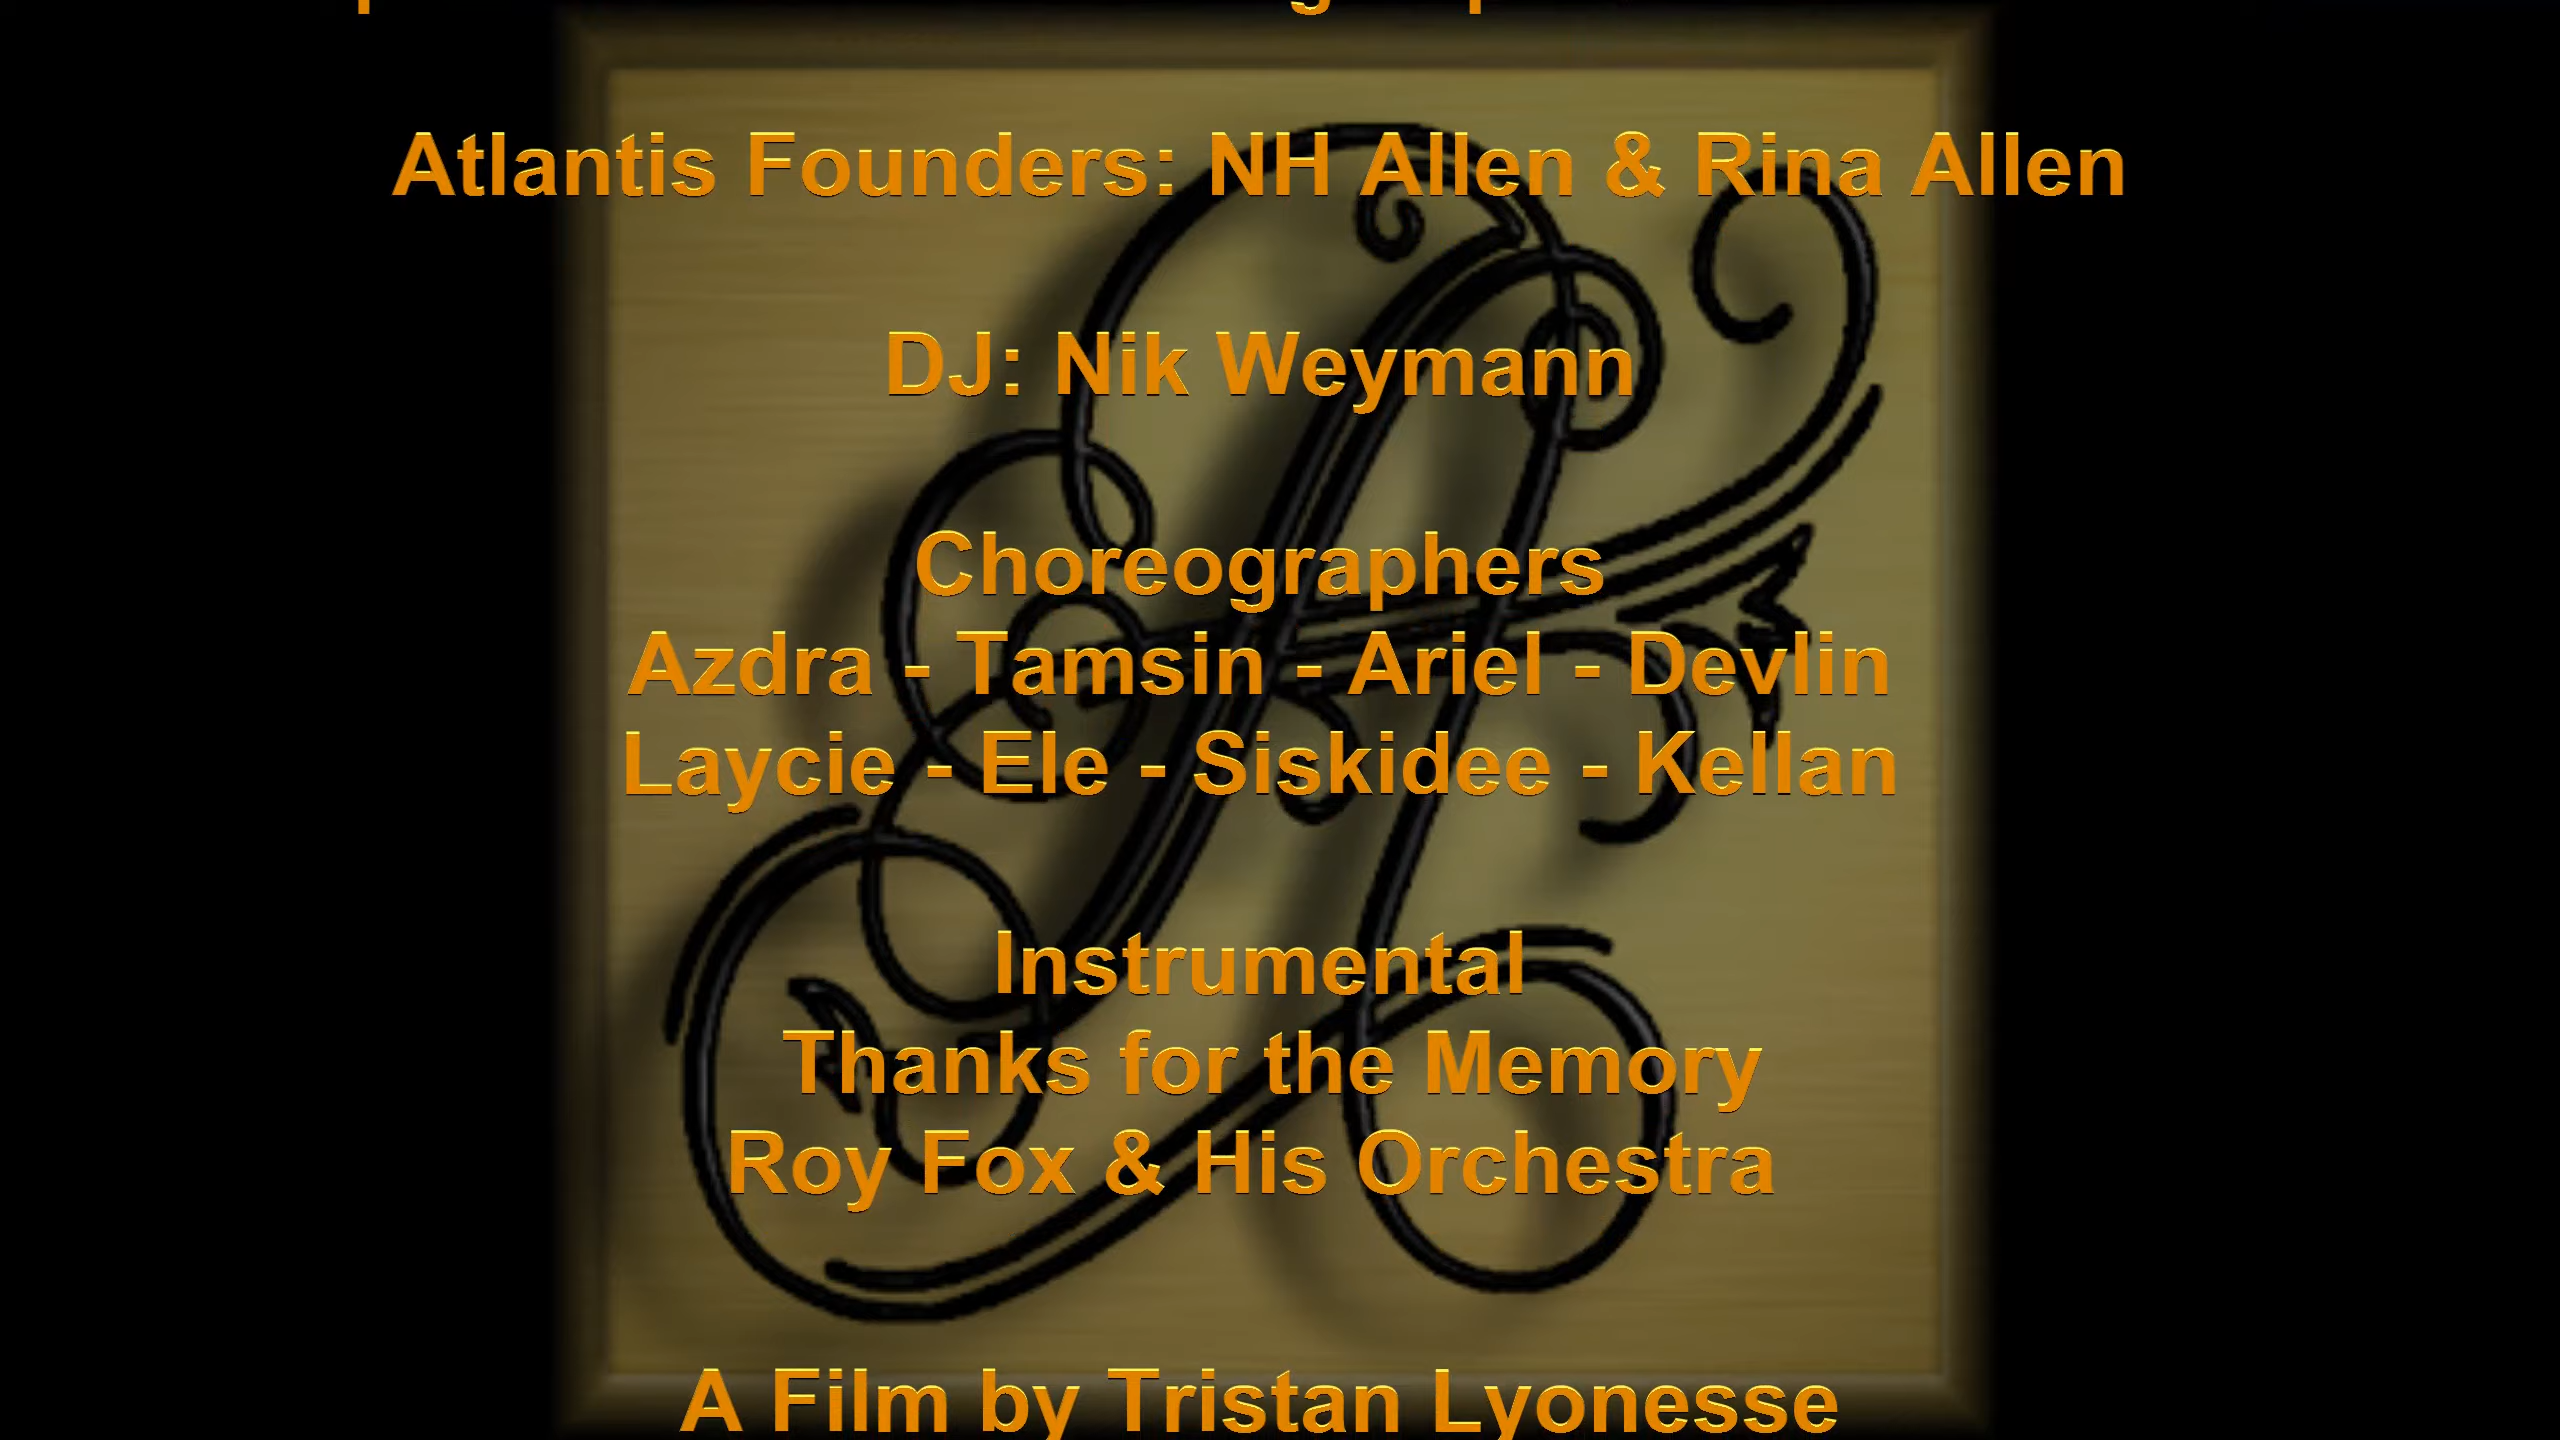 Atlantis Founders: NH Allen & Rina Allen
DJ: Nik Weymann
Choreographers
Azdra - Tamsin - Ariel - Devlin
Laycie - Ele - Siskidee - Kellan
Instrumental
Thanks for the Memory
Roy Fox & His Orchestra
A Film by Tristan Lyonesse